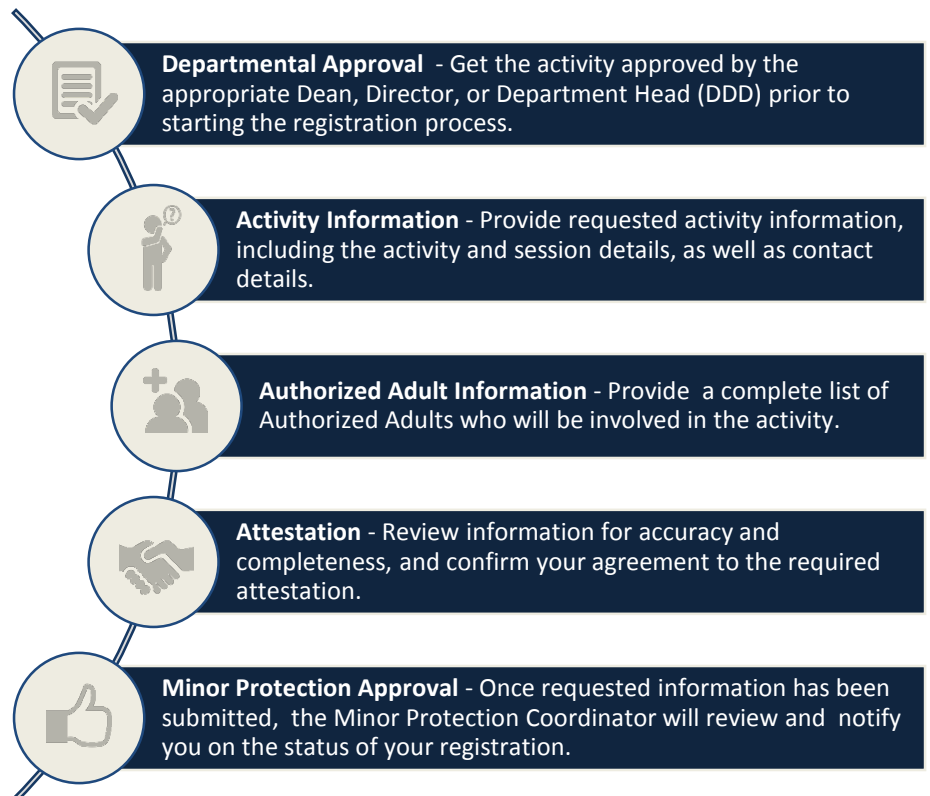 Departmental Approval - Get the activity approved by the
appropriate Dean, Director, or Department Head (DDD) prior to
starting the registration process.
?
Activity Information - Provide requested activity information,
including the activity and session details, as well as contact
details.
Authorized Adult Information - Provide a complete list of
Authorized Adults who will be involved in the activity.
Attestation - Review information for accuracy and
completeness, and confirm your agreement to the required
attestation.
Minor Protection Approval - Once requested information has been
submitted, the Minor Protection Coordinator will review and notify
you on the status of your registration.